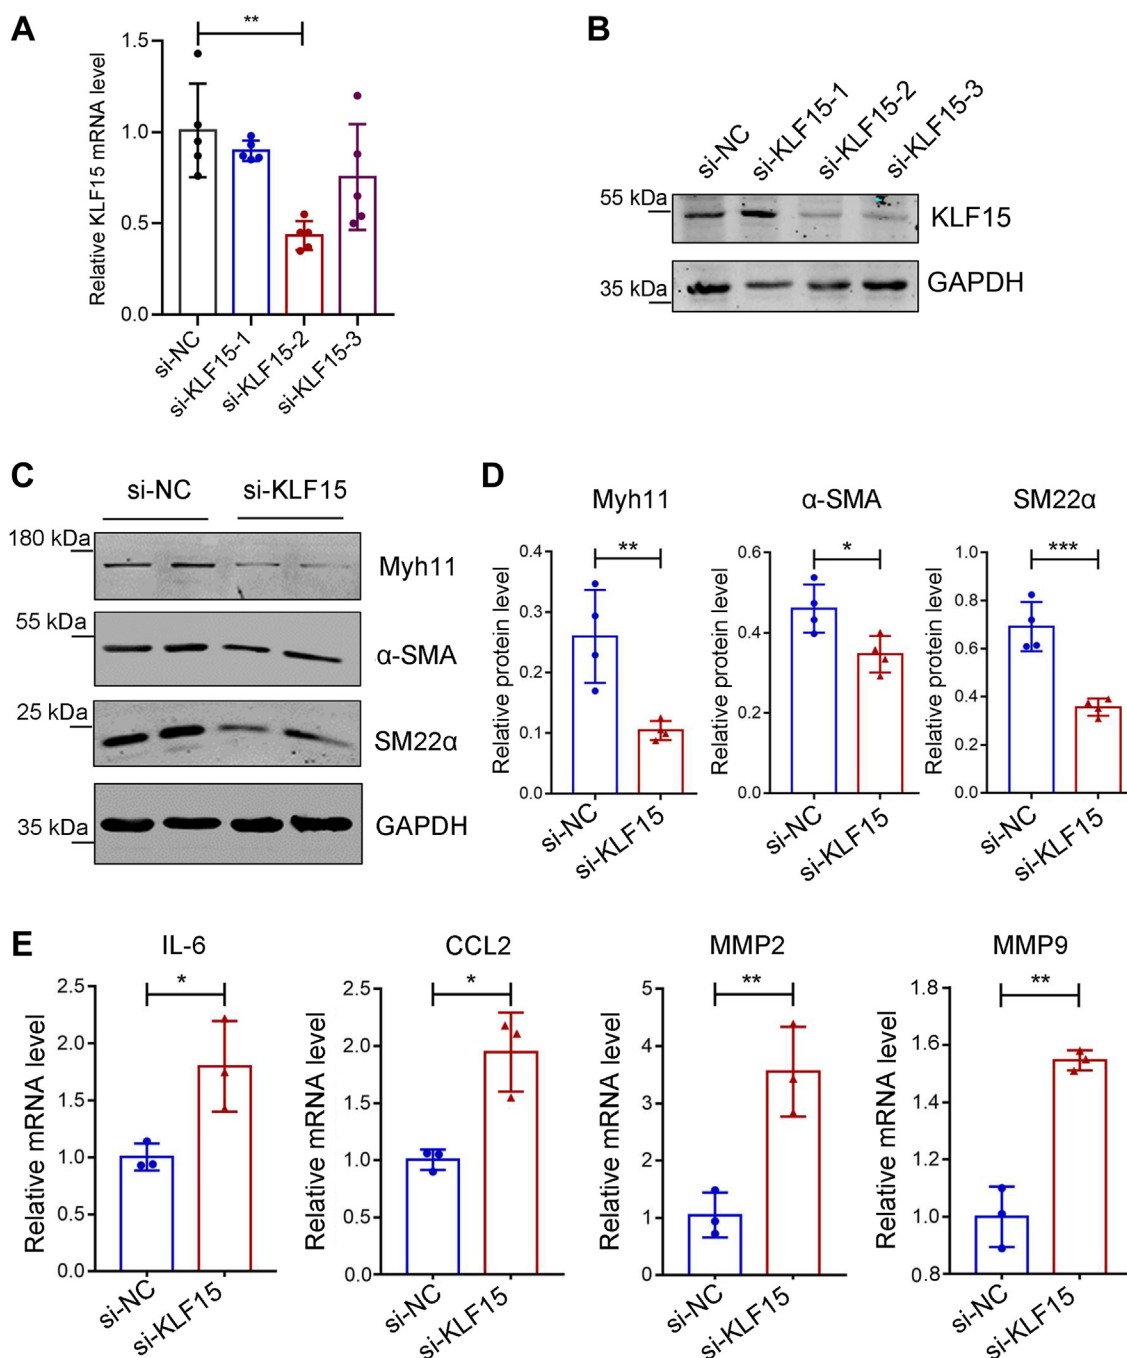 A
**
Relative KLF15 mRNA level
1.5
1.0
0.5
0.0
si-NC
si-KLF15-1
si-KLF15-2
si-KLF15-3
B
si-NC
si-KLF15-1
si-KLF15-2
si-KLF15-3
55 kDa
KLF15
35 kDa
GAPDH
C
si-NC si-KLF15
180 kDa
Myh11
55 kDa
α-SMA
25 kDa
SM22α
35 kDa
GAPDH
D
Myh11
**
Relative protein level
0.4
0.3
0.2
0.1
0.0
si-NC
si-KLF15
α-SMA
*
Relative protein level
0.6
0.4
0.2
0.0
si-NC
si-KLF15
SM22α
***
Relative protein level
1.0
0.8
0.6
0.4
0.2
0.0
si-NC
si-KLF15
E
IL-6
*
Relative mRNA level
2.5
2.0
1.5
1.0
0.5
0.0
si-NC
si-KLF15
CCL2
*
Relative mRNA level
2.5
2.0
1.5
1.0
0.5
0.0
si-NC
si-KLF15
MMP2
**
Relative mRNA level
5
4
3
2
1
0
si-NC
si-KLF15
MMP9
**
Relative mRNA level
1.8
1.6
1.4
1.2
1.0
0.8
si-NC
si-KLF15